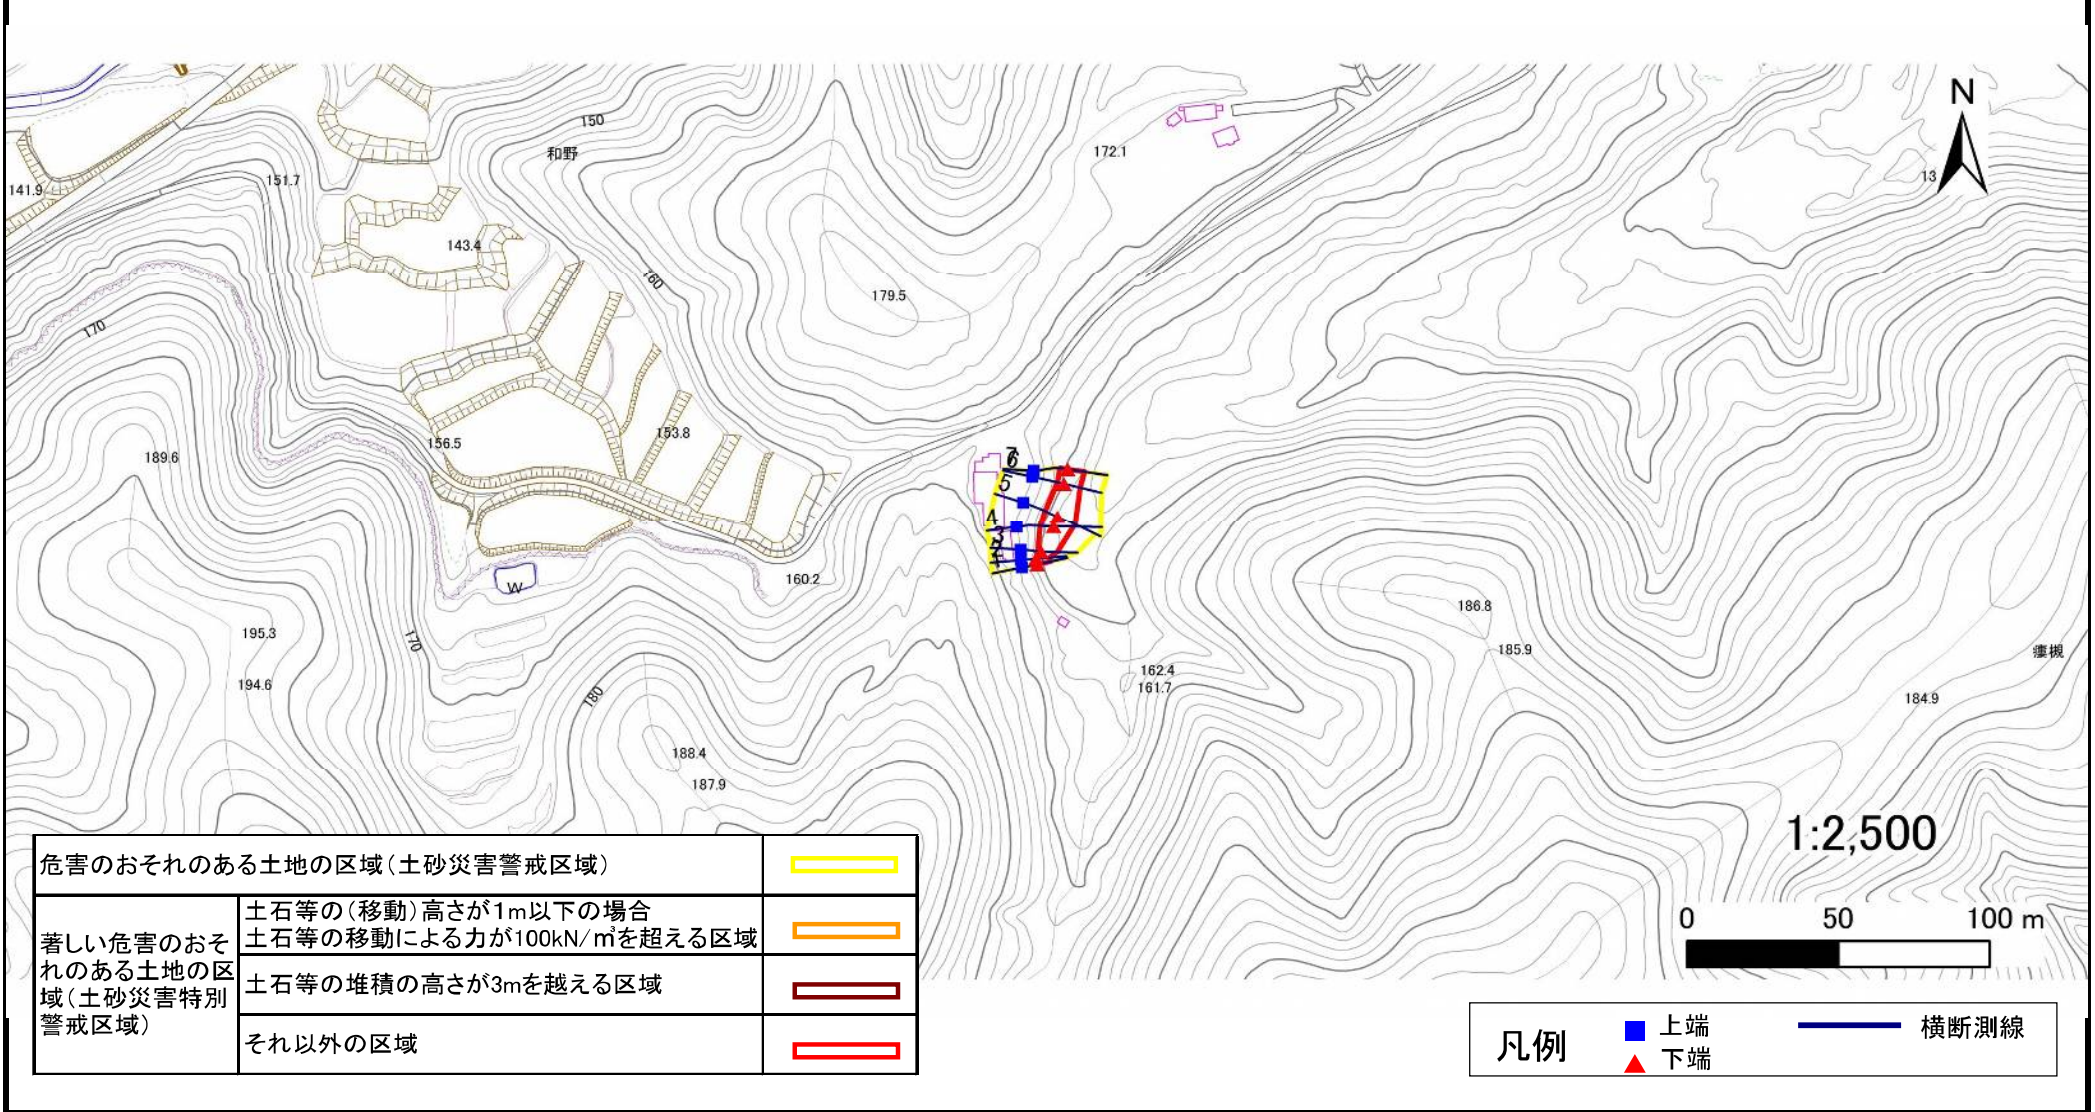 N
150
和野
172.1
141.9
151.7
13
143.4
160
179.5
170
156.5
153.8
189.6
7
6
5
4
3
160.2
W
186.8
195.3
170
185.9
162.4
194.6
161.7
180
184.9
188.4
187.9
1:2,500
危害のおそれのある土地の区域(土砂災害警戒区域)
著しい危害のおそ
れのある土地の区
域(土砂災害特別
警戒区域)
土石等の(移動)高さが1m以下の場合
土石等の移動による力が100kN/㎡を超える区域
土石等の堆積の高さが3mを越える区域
それ以外の区域
0 50 100 m
凡例
上端
下端
横断測線